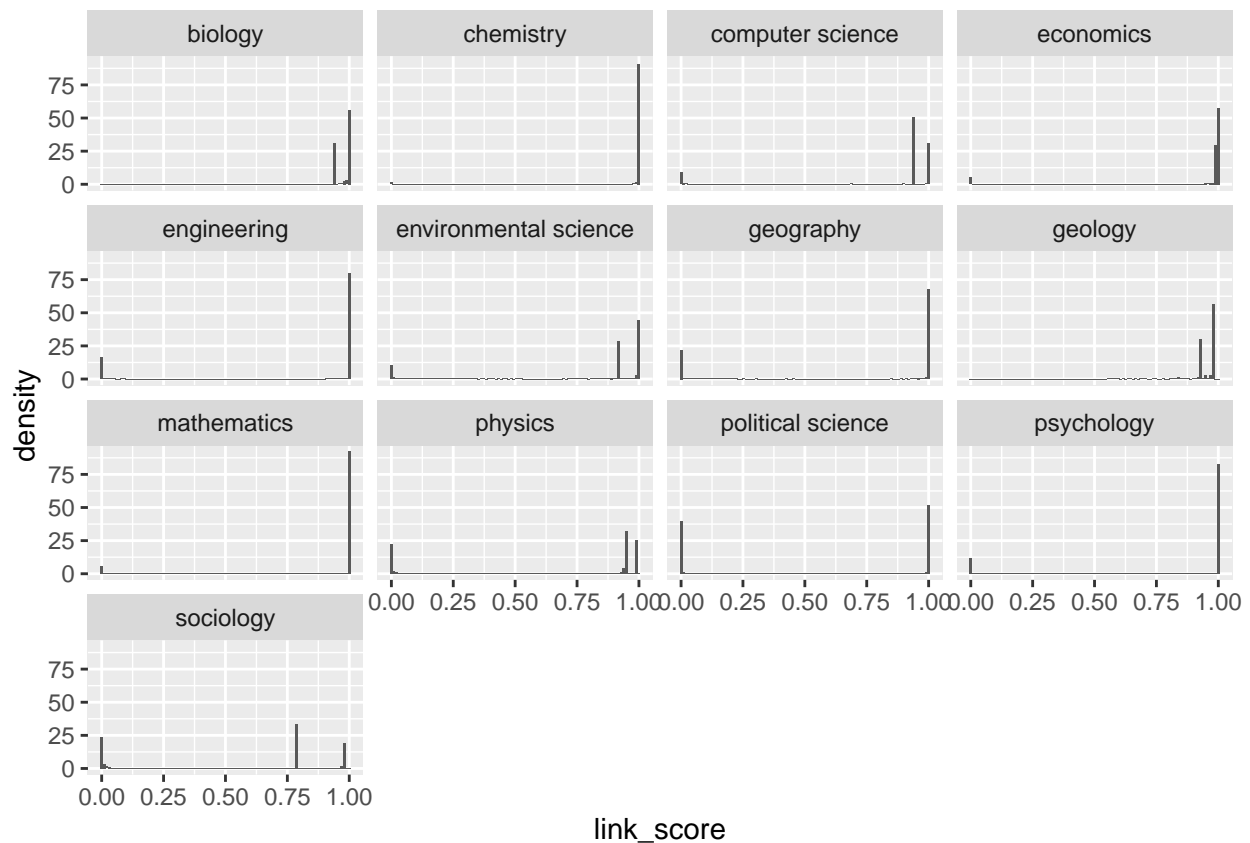 biology chemistry computer science economics
75
50
25
0
engineering environmental science geography geology
75
50
25
0
density
mathematics physics political science psychology
75
50
25
0
0.00 0.25 0.50 0.75 1.00 0.00 0.25 0.50 0.75 1.00 0.00 0.25 0.50 0.75 1.00
sociology
75
50
25
0
0.00 0.25 0.50 0.75 1.00
link_score